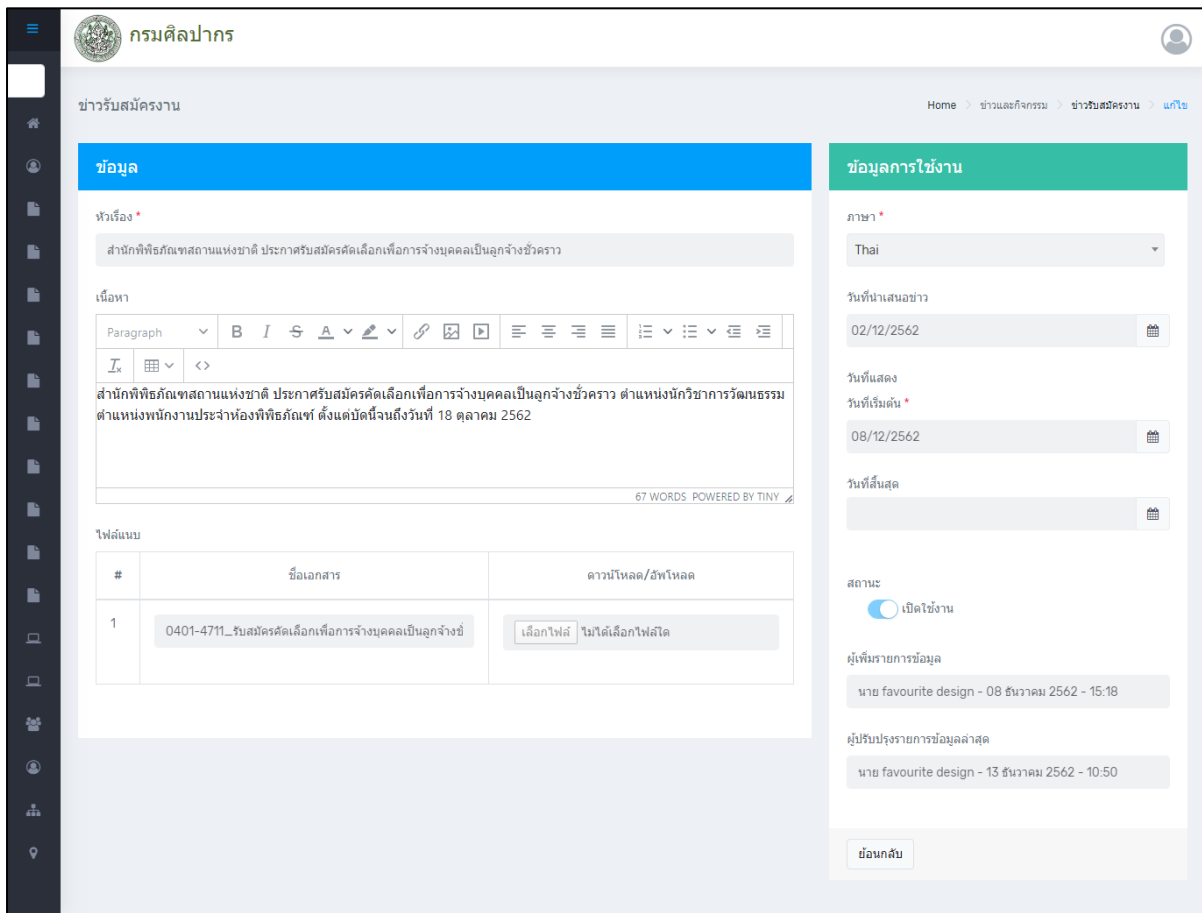 กรมศิลปากร
ข่าวรับสมัครงาน
Home > ข่าวและกิจกรรม > ข่าวรับสมัครงาน > แก้ไข
ข้อมูล
หัวเรื่อง *
สำนักพิพิธภัณฑสถานแห่งชาติ ประกาศรับสมัครคัดเลือกเพื่อการจ้างบุคคลเป็นลูกจ้างชั่วคราว
เนื้อหา
Paragraph
สำนักพิพิธภัณฑสถานแห่งชาติ ประกาศรับสมัครคัดเลือกเพื่อการจ้างบุคคลเป็นลูกจ้างชั่วคราว ตำแหน่งนักวิชาการวัฒนธรรม
ตำแหน่งพนักงานประจำห้องพิพิธภัณฑ์ ตั้งแต่บัดนี้จนถึงวันที่ 18 ตุลาคม 2562
67 WORDS POWERED BY TINY
ไฟล์แนบ
# ชื่อเอกสาร ดาวน์โหลด/อัพโหลด
1 0401-4711_รับสมัครคัดเลือกเพื่อการจ้างบุคคลเป็นลูกจ้างชั่ เลือกไฟล์ ไม่ได้เลือกไฟล์ใด
ข้อมูลการใช้งาน
ภาษา *
Thai
วันที่นำเสนอข่าว
02/12/2562
วันที่แสดง
วันที่เริ่มต้น *
08/12/2562
วันที่สิ้นสุด
สถานะ
เปิดใช้งาน
ผู้เพิ่มรายการข้อมูล
นาย favourite design - 08 ธันวาคม 2562 - 15:18
ผู้ปรับปรุงรายการข้อมูลล่าสุด
นาย favourite design - 13 ธันวาคม 2562 - 10:50
ย้อนกลับ